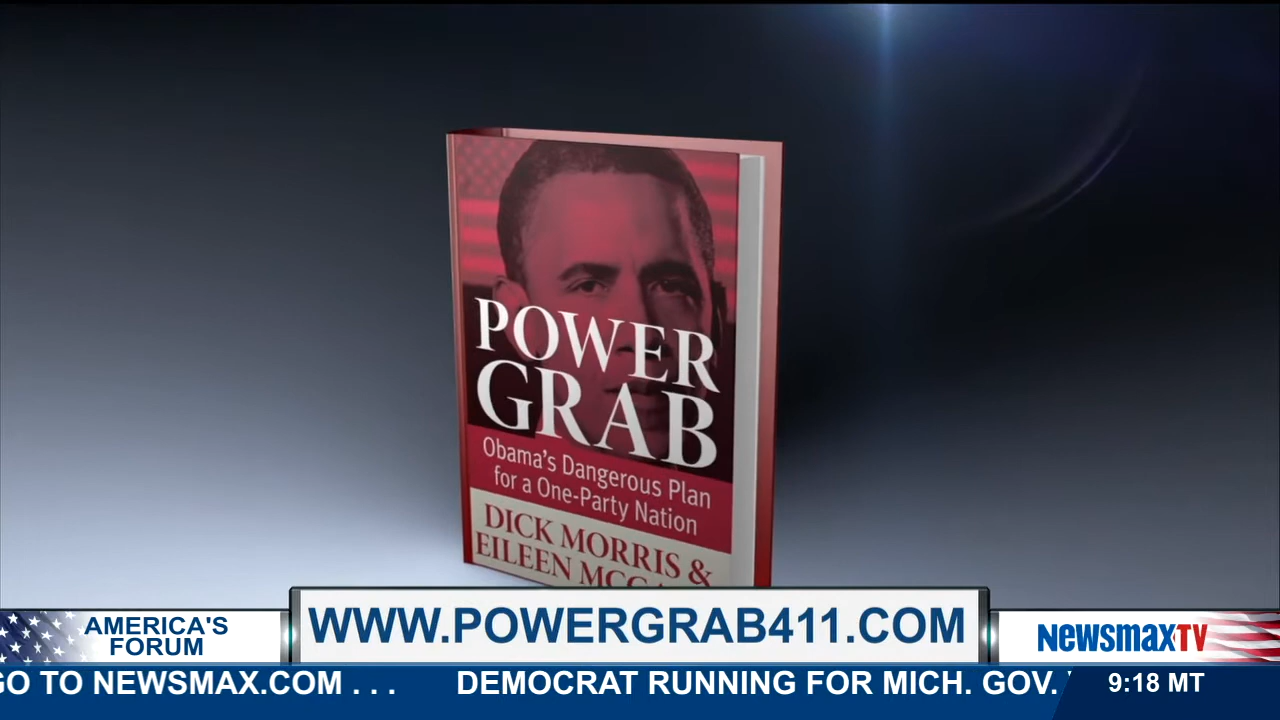 POWER
GRAB
Obama's Dangerous Plan
for a One-Party Nation
DICK MORRIS &
EILEEN
WWW.POWERGRAB411.COM
AMERICA'S
FORUM
NEWSMAXTV
GO TO NEWSMAX.COM . . . DEMOCRAT RUNNING FOR MICH. GOV.
9:18 MT